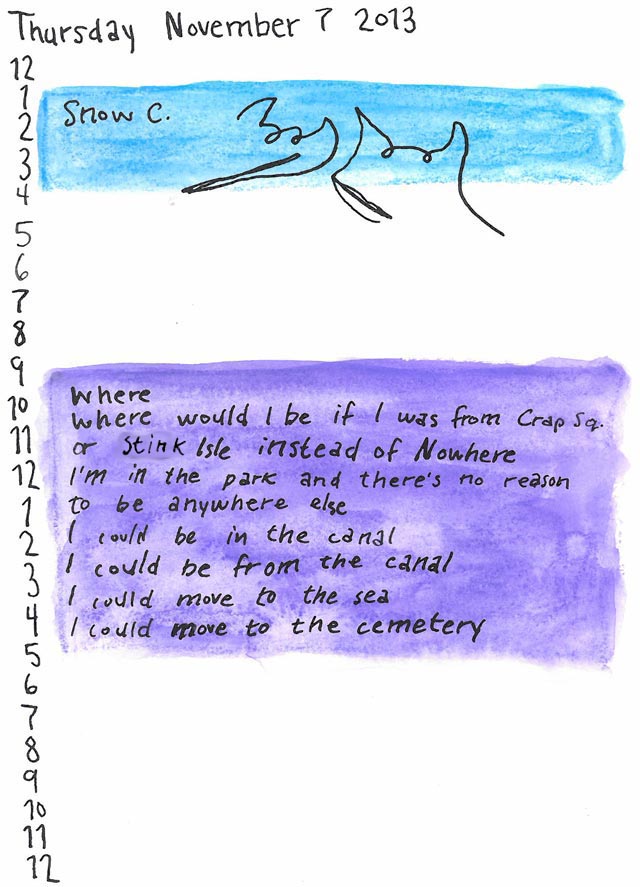 Thursday November 7 2013
12
1
Snow C.
2
3
4
5
6
7
8
9
where
10
where would I be if I was from Crap Sq.
11
or Stink Isle instead of Nowhere
12
I'm in the park and there's no reason
1
to be anywhere else
2
I could be in the canal
3
I could be from the canal
I could move to the sea
4
I could move to the cemetery
5
6
7
8
9
10
11
12